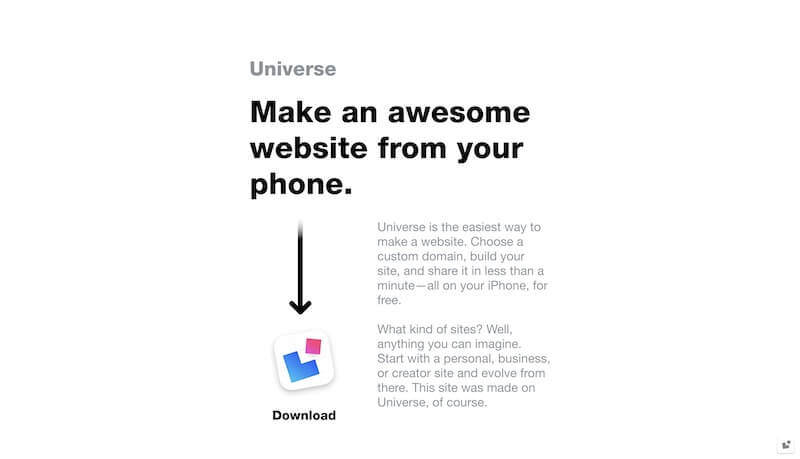 Universe
Make an awesome
website from your
phone.
Universe is the easiest way to
make a website. Choose a
custom domain, build your
site, and share it in less than a
minute—all on your iPhone, for
free.
What kind of sites? Well,
anything you can imagine.
Start with a personal, business,
or creator site and evolve from
there. This site was made on
Universe, of course.
Download